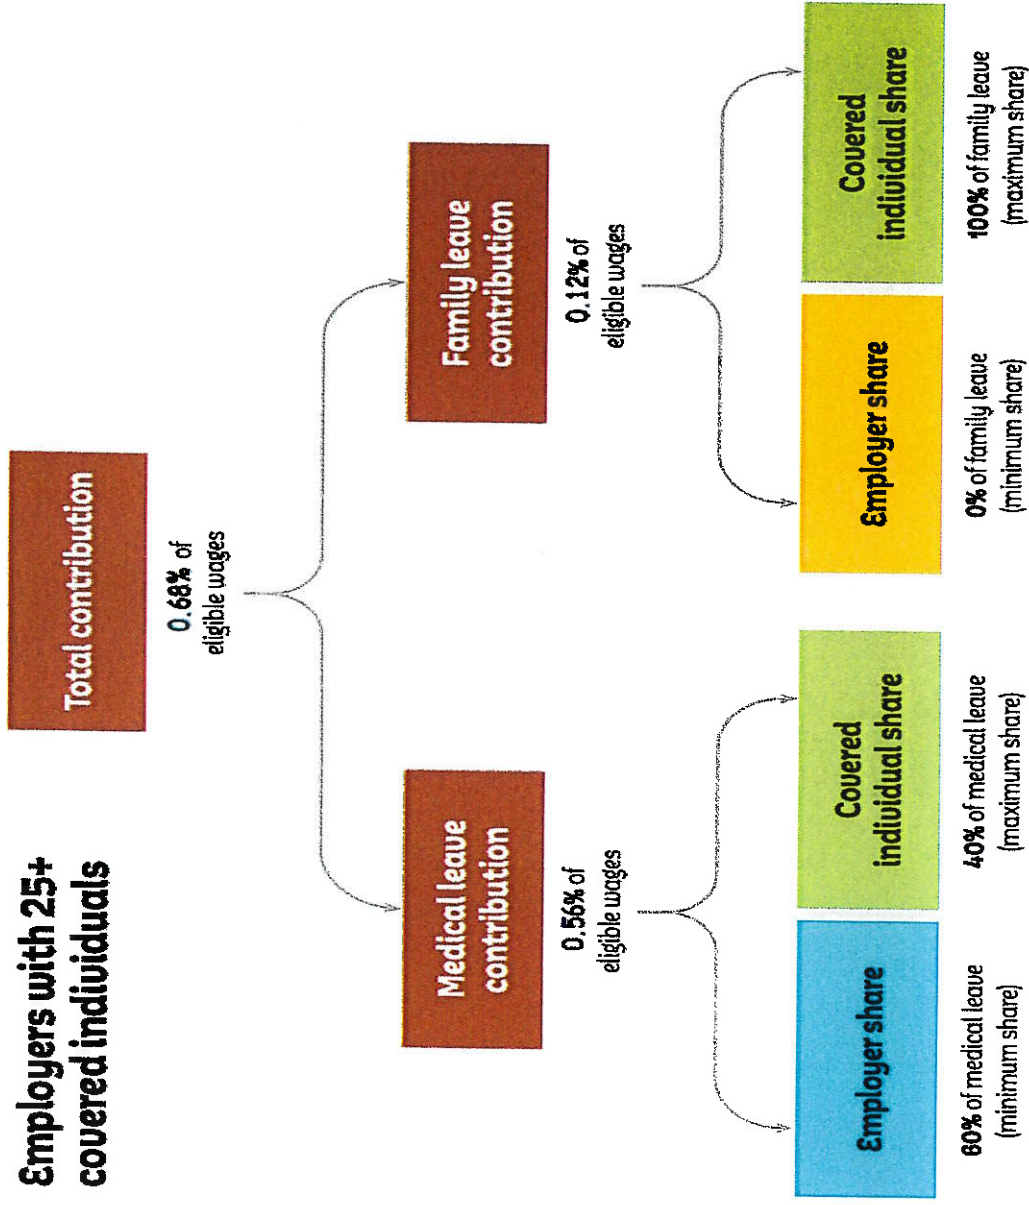 Employers with 25+
covered individuals
Total contribution
0.68% of
eligible wages
Medical leave
contribution
0.56% of
eligible wages
Family leave
contribution
0.12% of
eligible wages
Employer share
60% of medical leave
(minimum share)
Covered
individual share
40% of medical leave
(maximum share)
Employer share
0% of family leave
(minimum share)
Covered
individual share
100% of family leave
(maximum share)